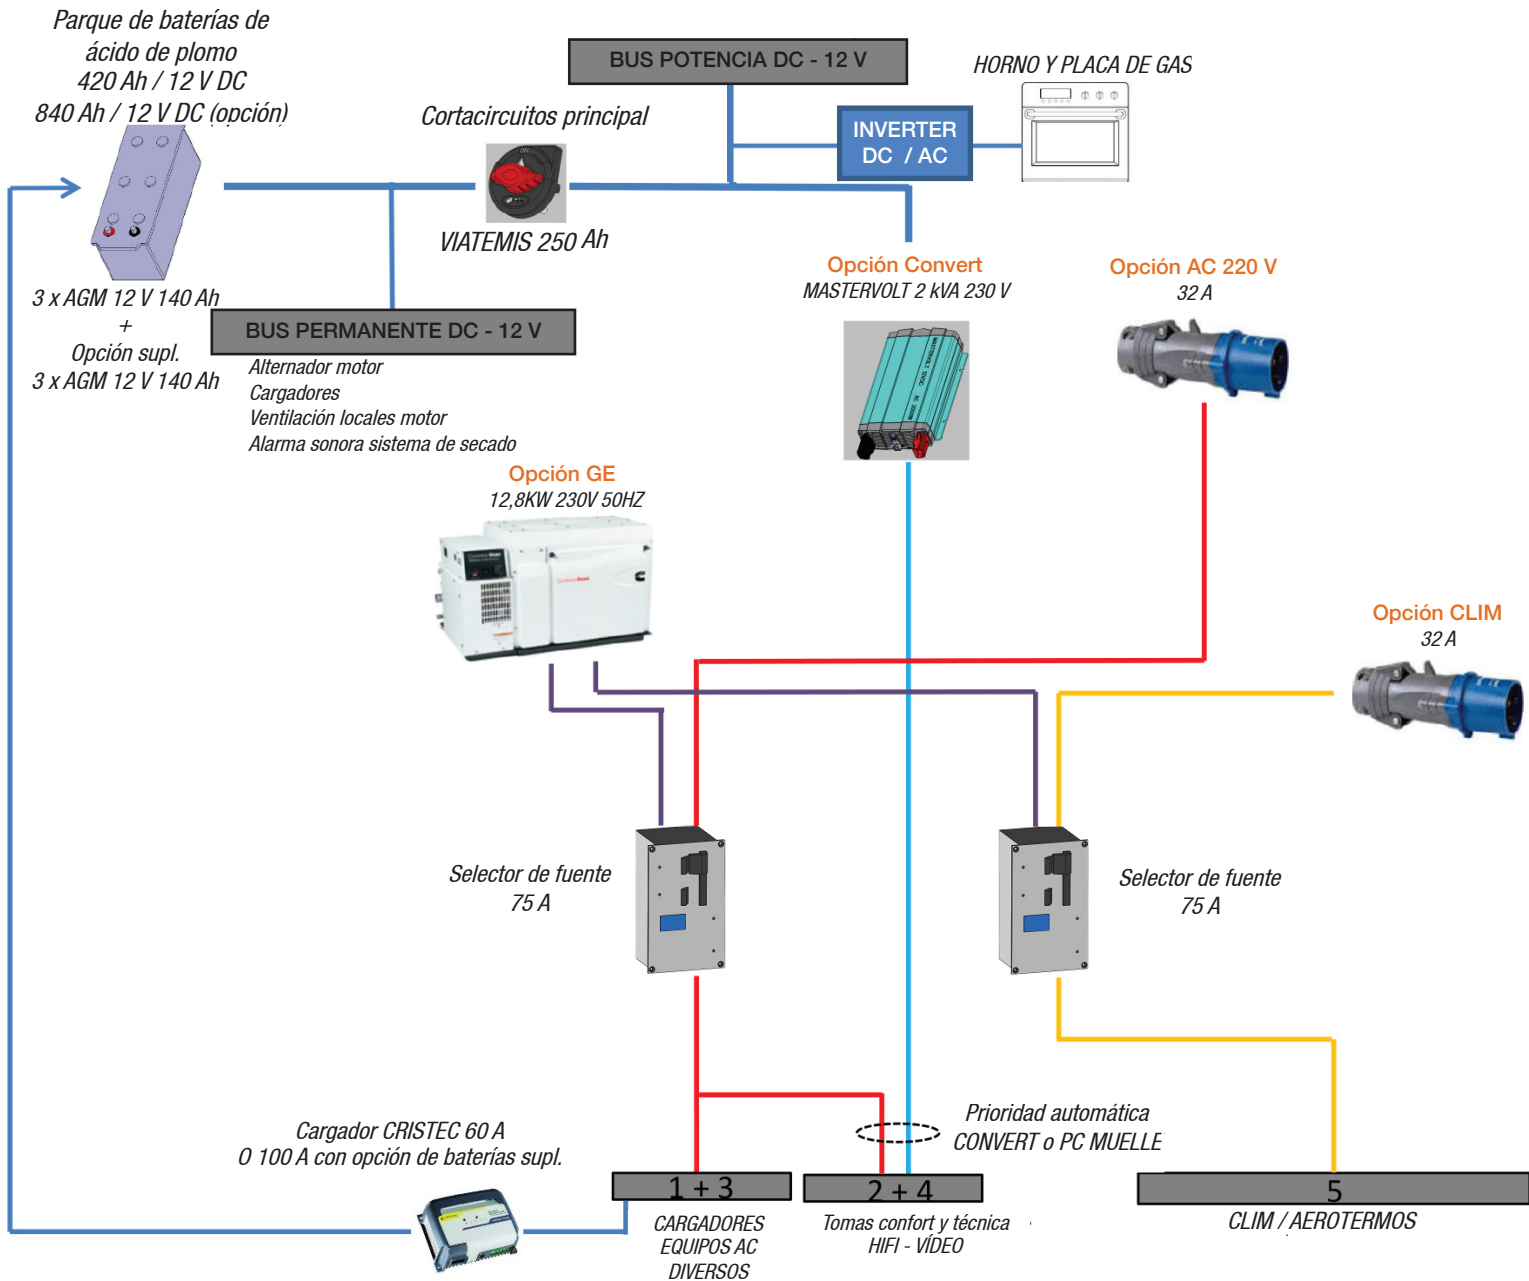 Parque de baterías de
ácido de plomo
420 Ah / 12 V DC
840 Ah / 12 V DC (opción)
BUS POTENCIA DC - 12 V
HORNO Y PLACA DE GAS
Cortacircuitos principal
INVERTER
DC / AC
VIATEMIS 250 Ah
Opción Convert
MASTERVOLT 2 kVA 230 V
Opción AC 220 V
32 A
3 x AGM 12 V 140 Ah
+
Opción supl.
3 x AGM 12 V 140 Ah
BUS PERMANENTE DC - 12 V
Alternador motor
Cargadores
Ventilación locales motor
Alarma sonora sistema de secado
Opción GE
12,8KW 230V 50HZ
Opción CLIM
32 A
Selector de fuente
75 A
Selector de fuente
75 A
Prioridad automática
CONVERT o PC MUELLE
Cargador CRISTEC 60 A
O 100 A con opción de baterías supl.
1 + 3
2 + 4
5
CARGADORES
EQUIPOS AC
DIVERSOS
Tomas confort y técnica
HIFI - VÍDEO
CLIM / AEROTERMOS